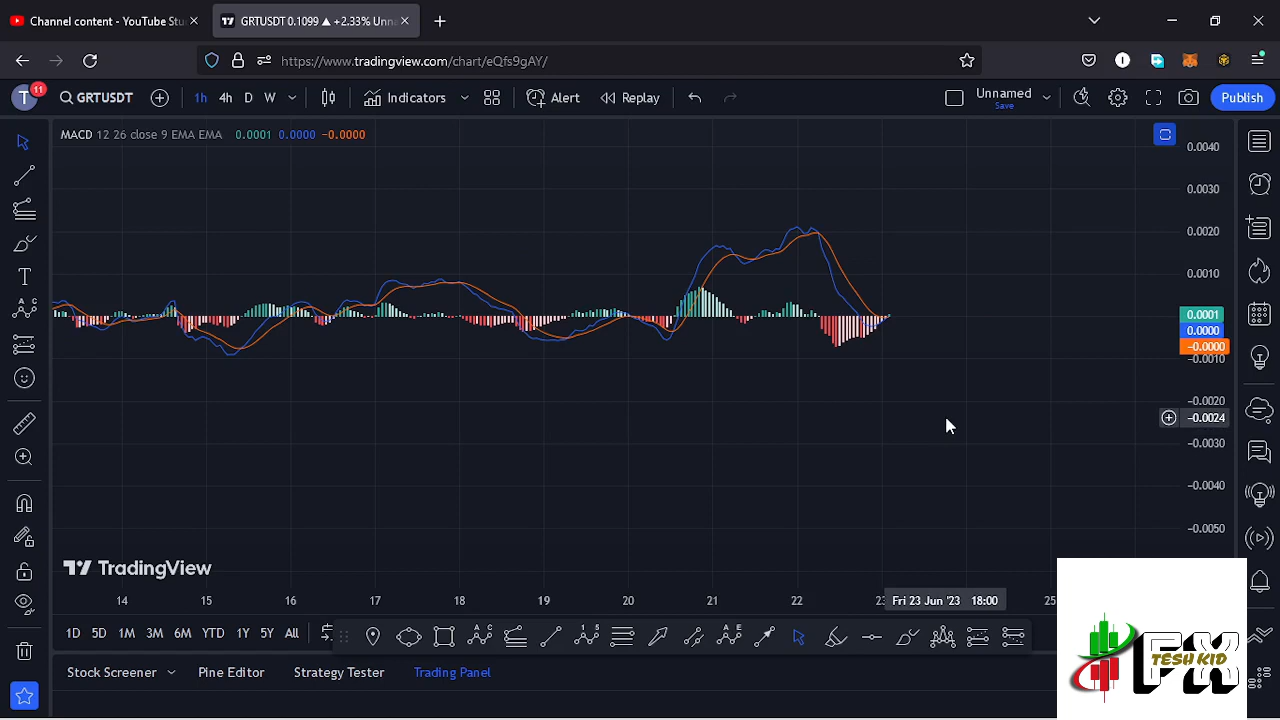 Channel content - YouTube Stu
GRTUSDT 0.1099 ▲ +2.33% Unna
https://www.tradingview.com/chart/eQfs9gAY/
T 11 GRTUSDT 1h 4h D W Indicators Alert Replay Unnamed Save Publish
MACD 12 26 close 9 EMA EMA 0.0001 0.0000 −0.0000
0.0040
0.0030
0.0020
0.0010
0.0001
0.0000
−0.0000
−0.0010
−0.0020
−0.0024
−0.0030
−0.0040
−0.0050
TradingView
14 15 16 17 18 19 20 21 22 23 Fri 23 Jun '23 18:00 25
1D 5D 1M 3M 6M YTD 1Y 5Y All
Stock Screener Pine Editor Strategy Tester Trading Panel
FX
TESH KID